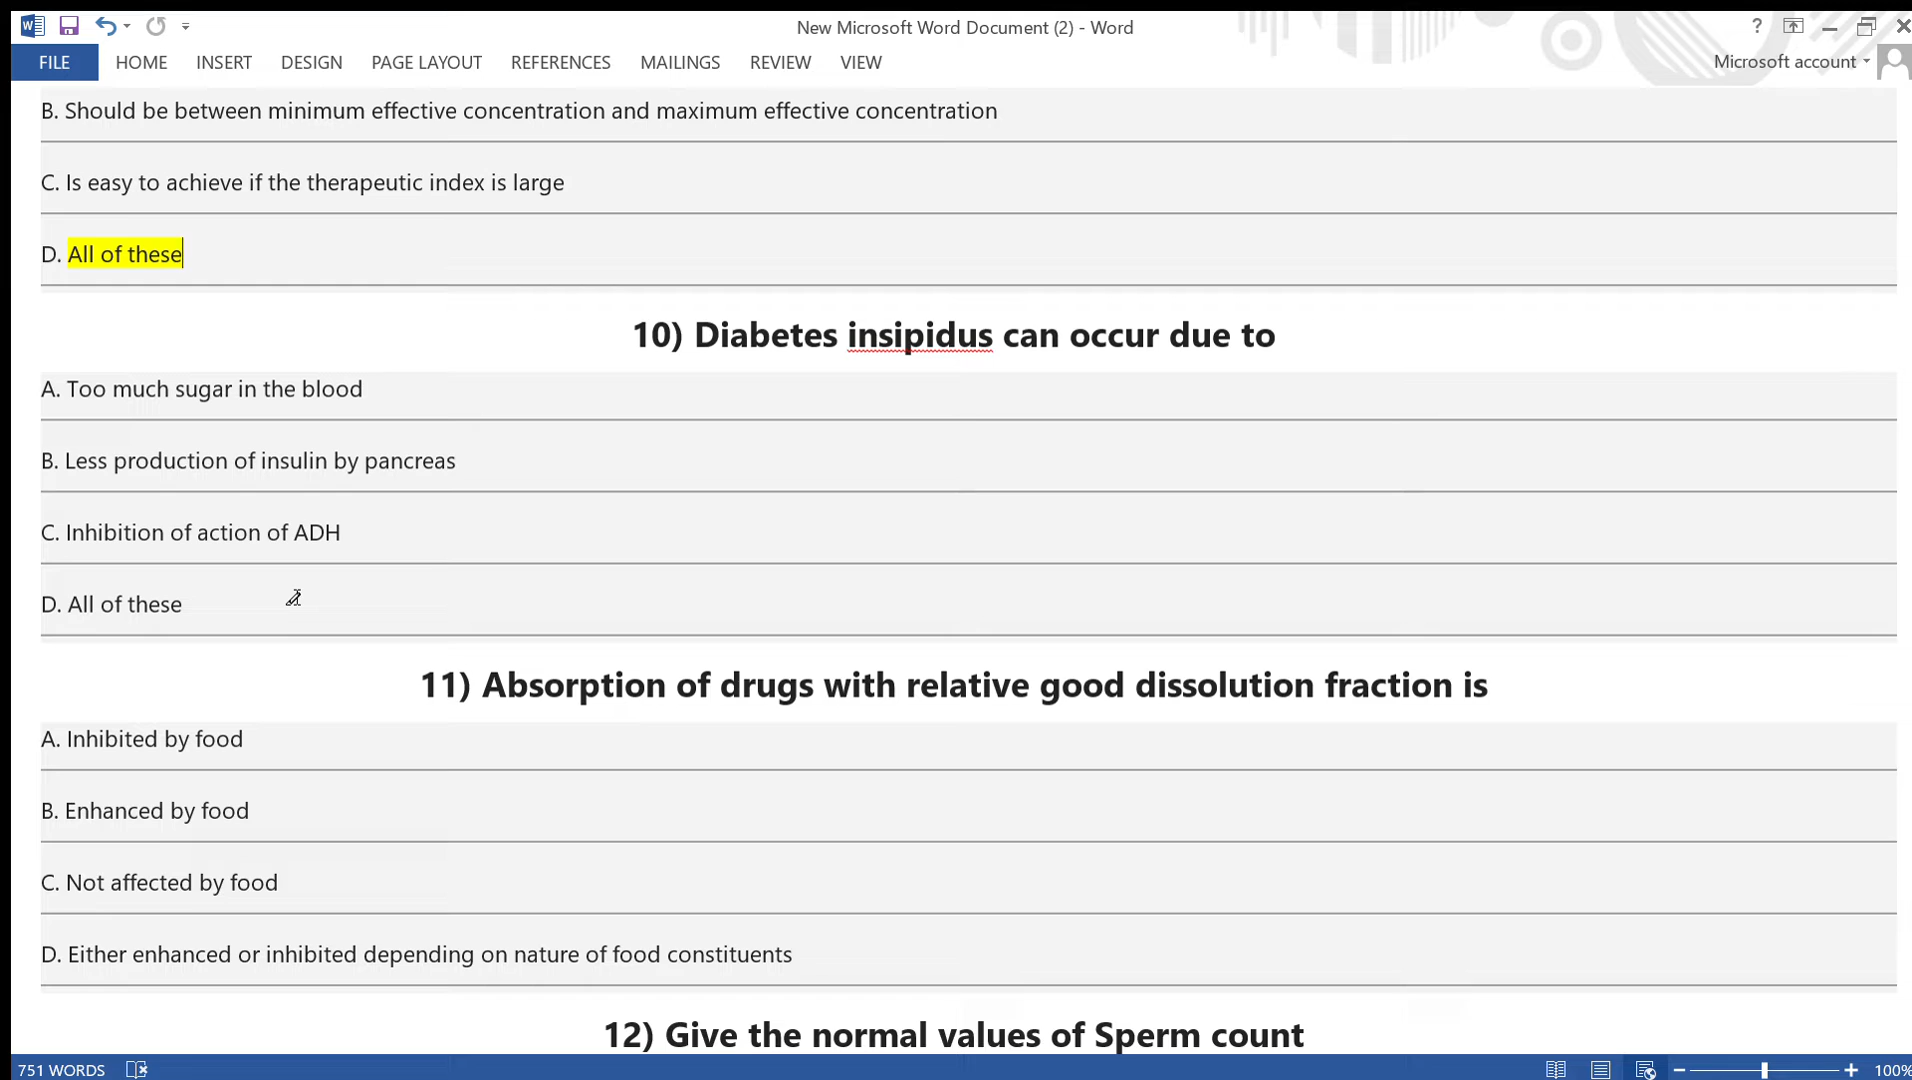 New Microsoft Word Document (2) - Word
?
FILE HOME INSERT DESIGN PAGE LAYOUT REFERENCES MAILINGS REVIEW VIEW
Microsoft account
B. Should be between minimum effective concentration and maximum effective concentration
C. Is easy to achieve if the therapeutic index is large
D. All of these
10) Diabetes insipidus can occur due to
A. Too much sugar in the blood
B. Less production of insulin by pancreas
C. Inhibition of action of ADH
D. All of these
11) Absorption of drugs with relative good dissolution fraction is
A. Inhibited by food
B. Enhanced by food
C. Not affected by food
D. Either enhanced or inhibited depending on nature of food constituents
12) Give the normal values of Sperm count
751 WORDS
100%